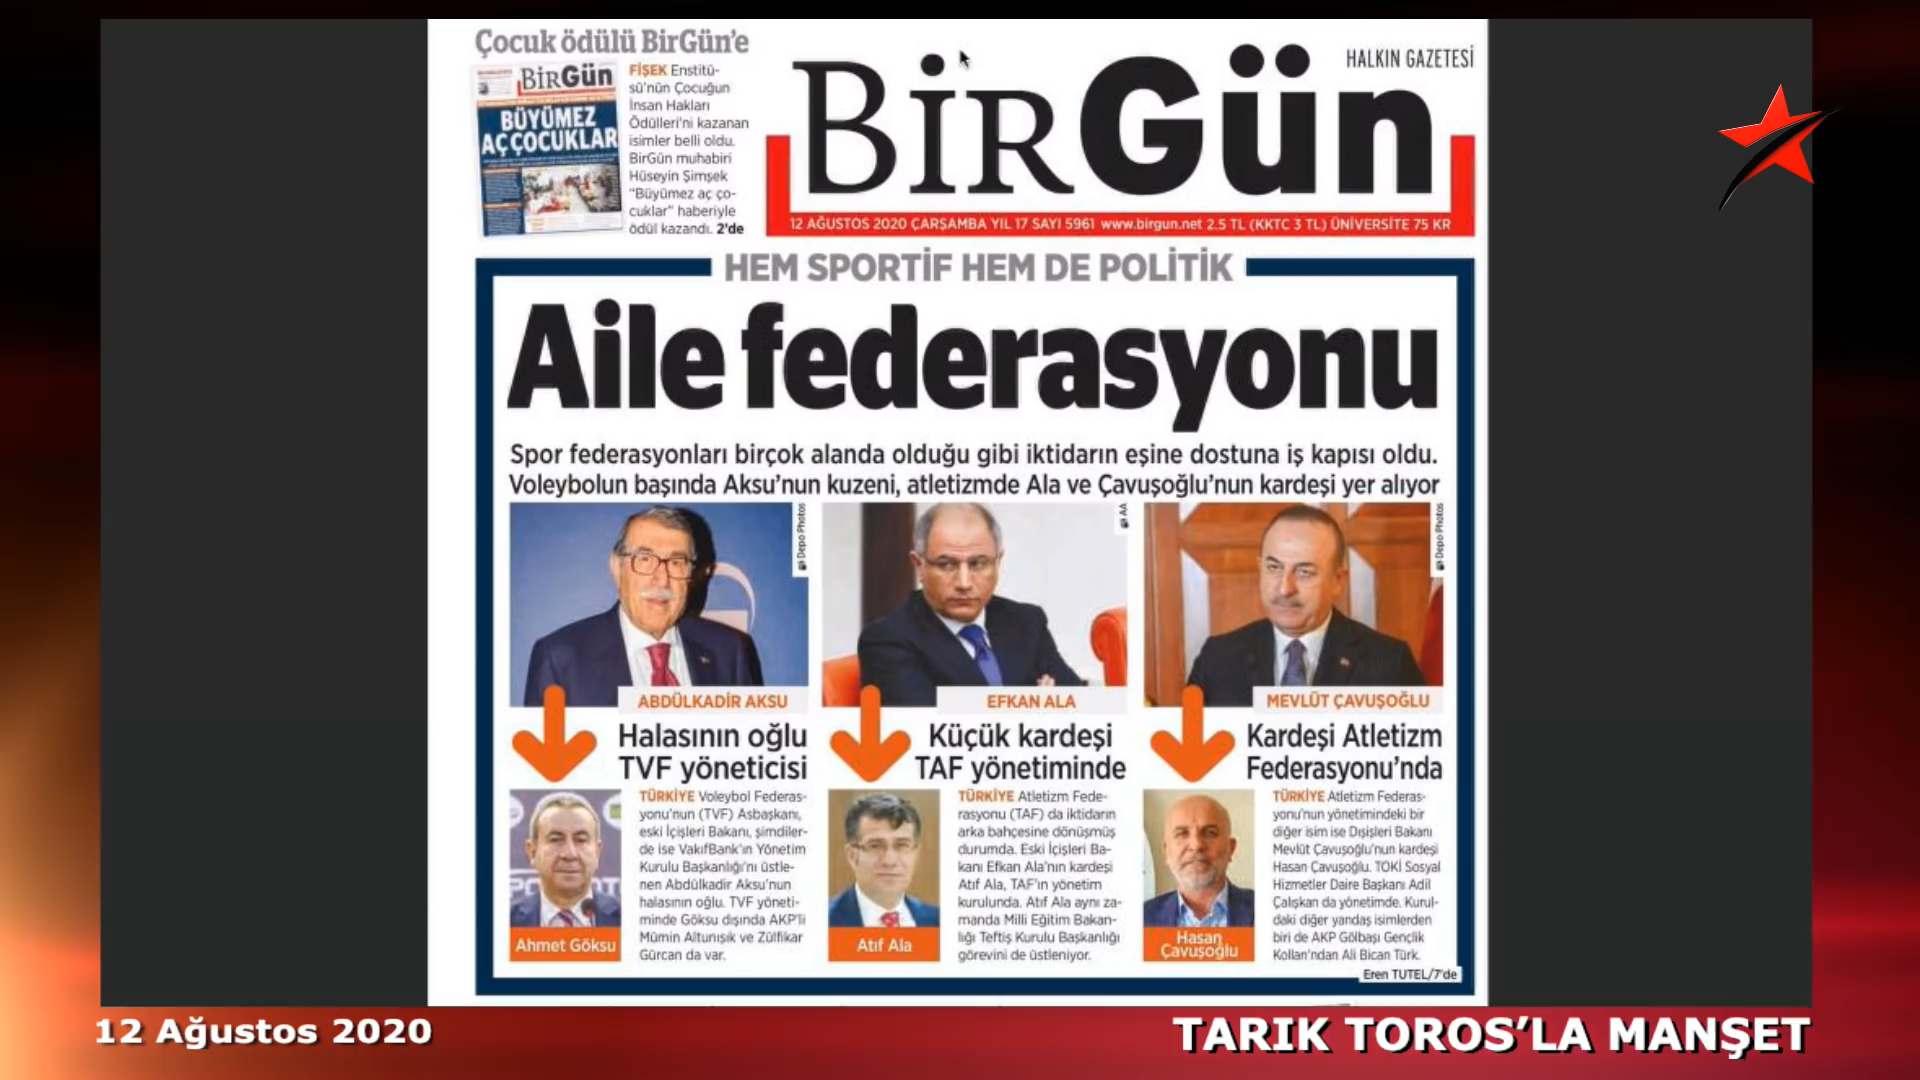 Çocuk ödülü BirGün'e
BİRGün
BÜYÜMEZ
AÇ ÇOCUKLAR
FİŞEK Enstitü-
sü'nün Çocuğun
İnsan Hakları
Ödülleri'ni kazanan
isimler belli oldu.
BirGün muhabiri
Hüseyin Şimşek
"Büyümez aç ço-
cuklar" haberiyle
ödül kazandı. 2'de
HALKIN GAZETESİ
BİRGün
12 AĞUSTOS 2020 ÇARŞAMBA YIL 17 SAYI 5961 www.birgun.net 2.5 TL (KKTC 3 TL) ÜNİVERSİTE 75 KR
HEM SPORTİF HEM DE POLİTİK
Aile federasyonu
Spor federasyonları birçok alanda olduğu gibi iktidarın eşine dostuna iş kapısı oldu.
Voleybolun başında Aksu'nun kuzeni, atletizmde Ala ve Çavuşoğlu'nun kardeşi yer alıyor
Depo Photos
AA
Depo Photos
ABDÜLKADİR AKSU
Halasının oğlu
TVF yöneticisi
TÜRKİYE Voleybol Federas-
yonu'nun (TVF) Asbaşkanı,
eski İçişleri Bakanı, şimdiler-
de ise VakıfBank'ın Yönetim
Kurulu Başkanlığı'nı üstle-
nen Abdülkadir Aksu'nun
halasının oğlu. TVF yöneti-
minde Göksu dışında AKP'li
Mümin Altunışık ve Zülfikar
Gürcan da var.
Ahmet Göksu
EFKAN ALA
Küçük kardeşi
TAF yönetiminde
TÜRKİYE Atletizm Fede-
rasyonu (TAF) da iktidarın
arka bahçesine dönüşmüş
durumda. Eski İçişleri Ba-
kanı Efkan Ala'nın kardeşi
Atıf Ala, TAF'ın yönetim
kurulunda. Atıf Ala aynı za-
manda Milli Eğitim Bakan-
lığı Teftiş Kurulu Başkanlığı
görevini de üstleniyor.
Atıf Ala
MEVLÜT ÇAVUŞOĞLU
Kardeşi Atletizm
Federasyonu'nda
TÜRKİYE Atletizm Federas-
yonu'nun yönetimindeki bir
diğer isim ise Dışişleri Bakanı
Mevlüt Çavuşoğlu'nun kardeşi
Hasan Çavuşoğlu. TOKİ Sosyal
Hizmetler Daire Başkanı Adil
Çalışkan da yönetimde. Kurul-
daki diğer yandaş isimlerden
biri de AKP Gölbaşı Gençlik
Kolları'ndan Ali Bican Türk.
Hasan
Çavuşoğlu
Eren TUTEL/7'de
12 Ağustos 2020
TARIK TOROS'LA MANŞET